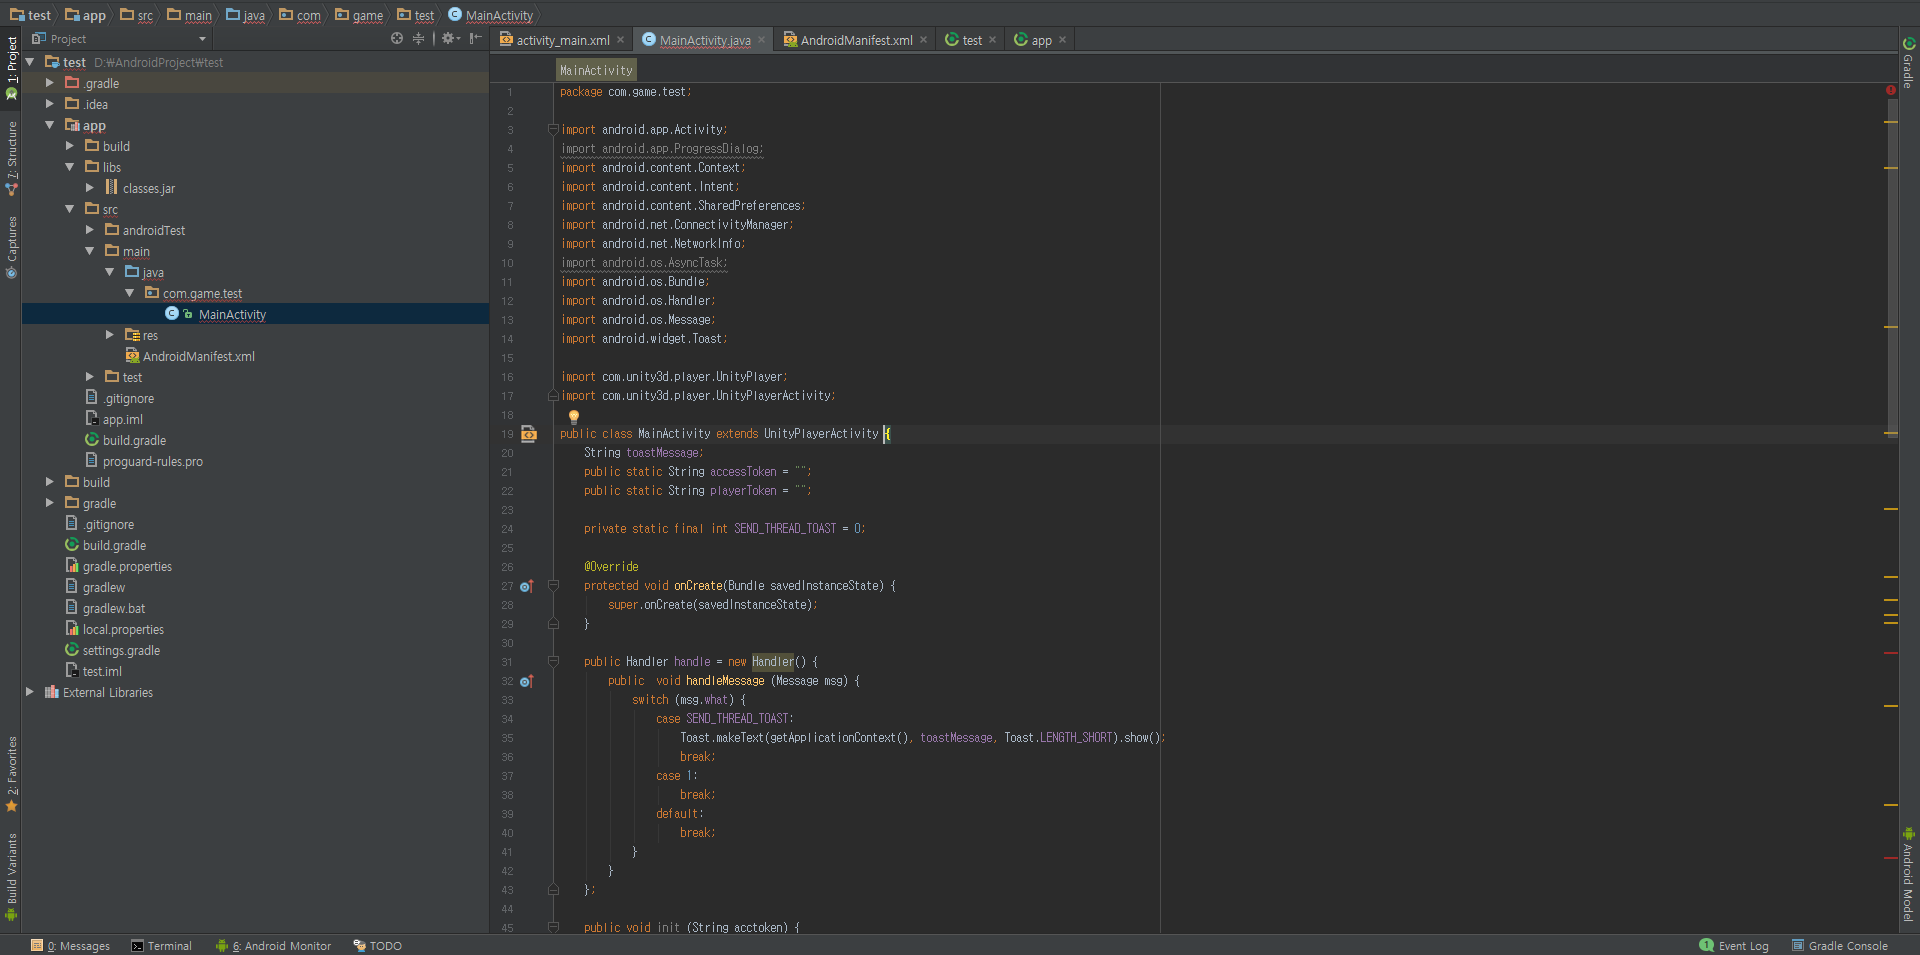 test app src main java com game test MainActivity
Project
activity_main.xml MainActivity.java AndroidManifest.xml test app
1: Project
7: Structure
Captures
2: Favorites
Build Variants
test D:₩AndroidProject₩test
.gradle
.idea
app
build
libs
classes.jar
src
androidTest
main
java
com.game.test
MainActivity
res
AndroidManifest.xml
test
.gitignore
app.iml
build.gradle
proguard-rules.pro
build
gradle
.gitignore
build.gradle
gradle.properties
gradlew
gradlew.bat
local.properties
settings.gradle
test.iml
External Libraries
MainActivity
1 package com.game.test;
2
3 import android.app.Activity;
4 import android.app.ProgressDialog;
5 import android.content.Context;
6 import android.content.Intent;
7 import android.content.SharedPreferences;
8 import android.net.ConnectivityManager;
9 import android.net.NetworkInfo;
10 import android.os.AsyncTask;
11 import android.os.Bundle;
12 import android.os.Handler;
13 import android.os.Message;
14 import android.widget.Toast;
15
16 import com.unity3d.player.UnityPlayer;
17 import com.unity3d.player.UnityPlayerActivity;
18
19 public class MainActivity extends UnityPlayerActivity {
20 String toastMessage;
21 public static String accessToken = "";
22 public static String playerToken = "";
23
24 private static final int SEND_THREAD_TOAST = 0;
25
26 @Override
27 protected void onCreate(Bundle savedInstanceState) {
28 super.onCreate(savedInstanceState);
29 }
30
31 public Handler handle = new Handler() {
32 public void handleMessage (Message msg) {
33 switch (msg.what) {
34 case SEND_THREAD_TOAST:
35 Toast.makeText(getApplicationContext(), toastMessage, Toast.LENGTH_SHORT).show();
36 break;
37 case 1:
38 break;
39 default:
40 break;
41 }
42 }
43 };
44
45 public void init (String acctoken) {
Gradle
Android Model
0: Messages Terminal 6: Android Monitor TODO
1 Event Log Gradle Console